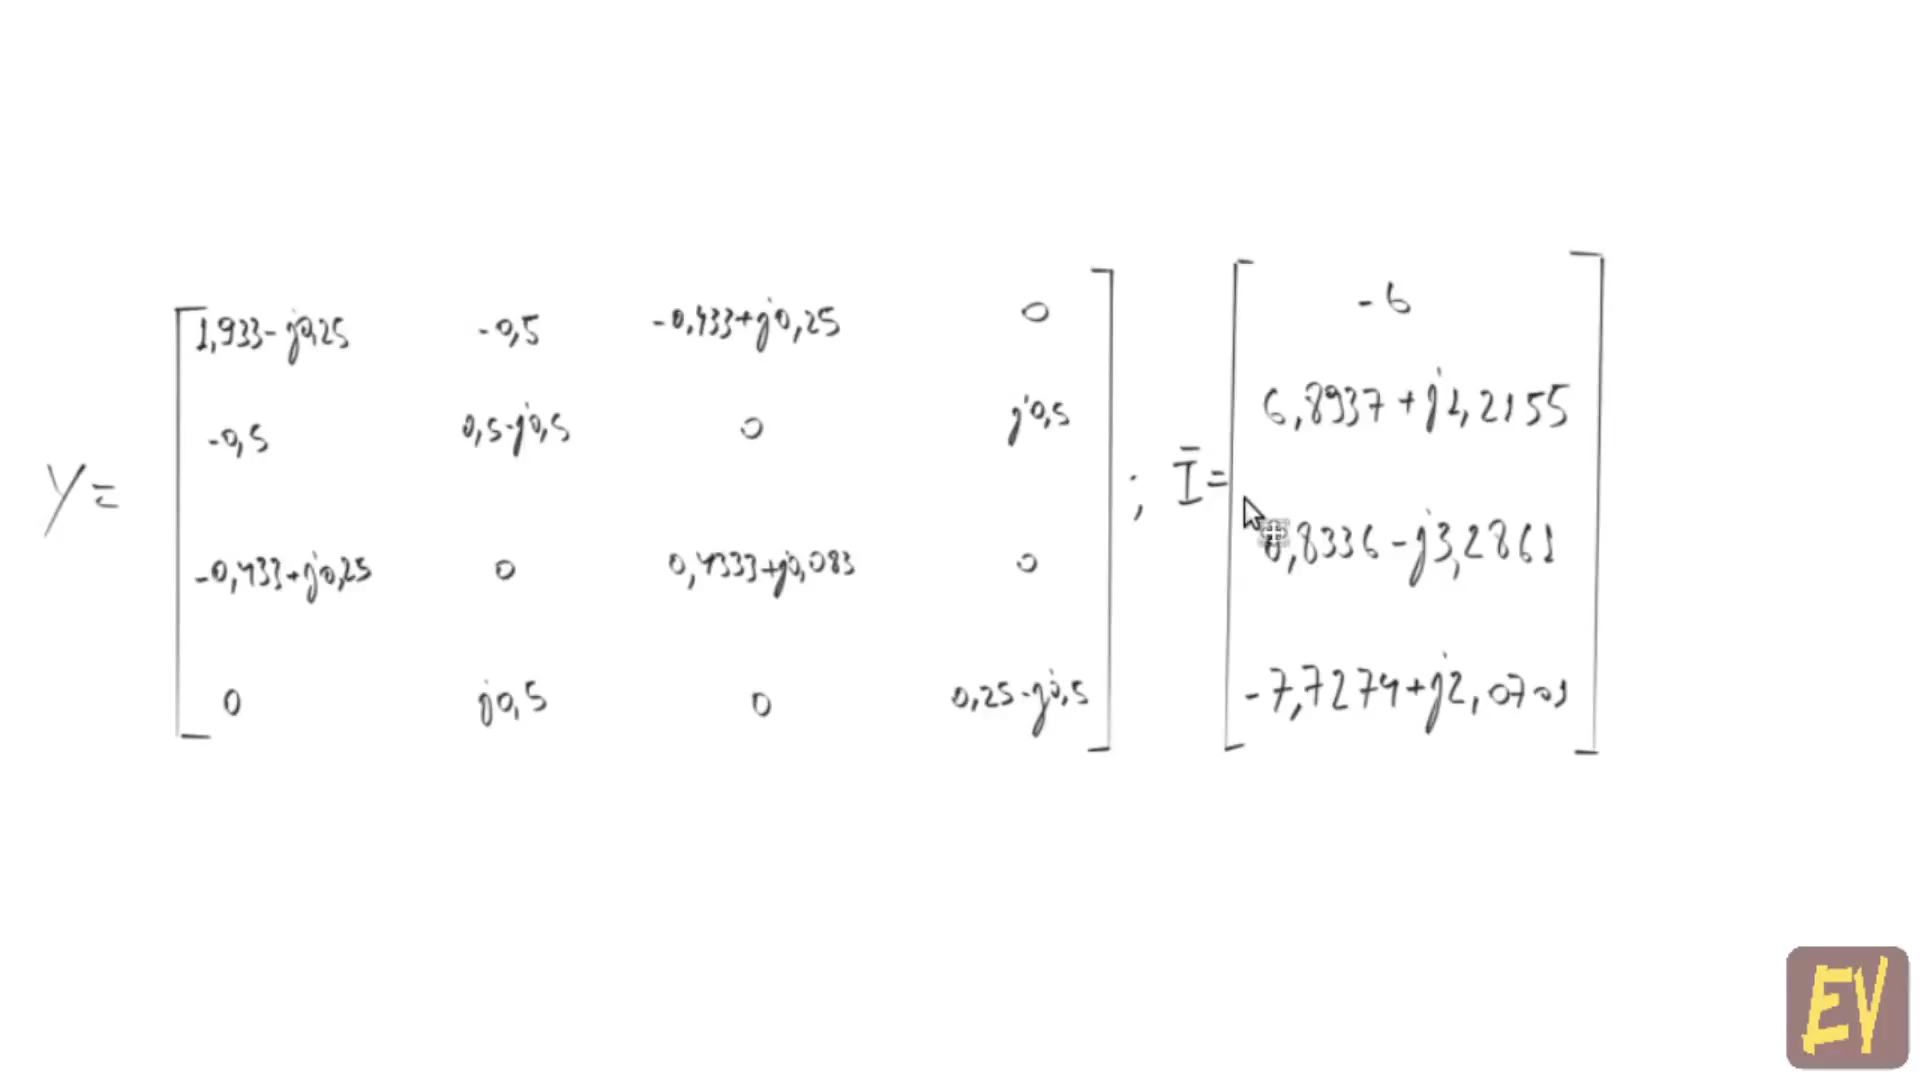 1,933-j0,25 -0,5 -0,433+j0,25 0
-0,5 0,5-j0,5 0 j0,5
Y=
-0,433+j0,25 0 0,4333+j0,083 0
0 j0,5 0 0,25-j0,5
; Ī=
-6
6,8937+j1,2155
0,8336-j3,2861
-7,7274+j2,0701
EV